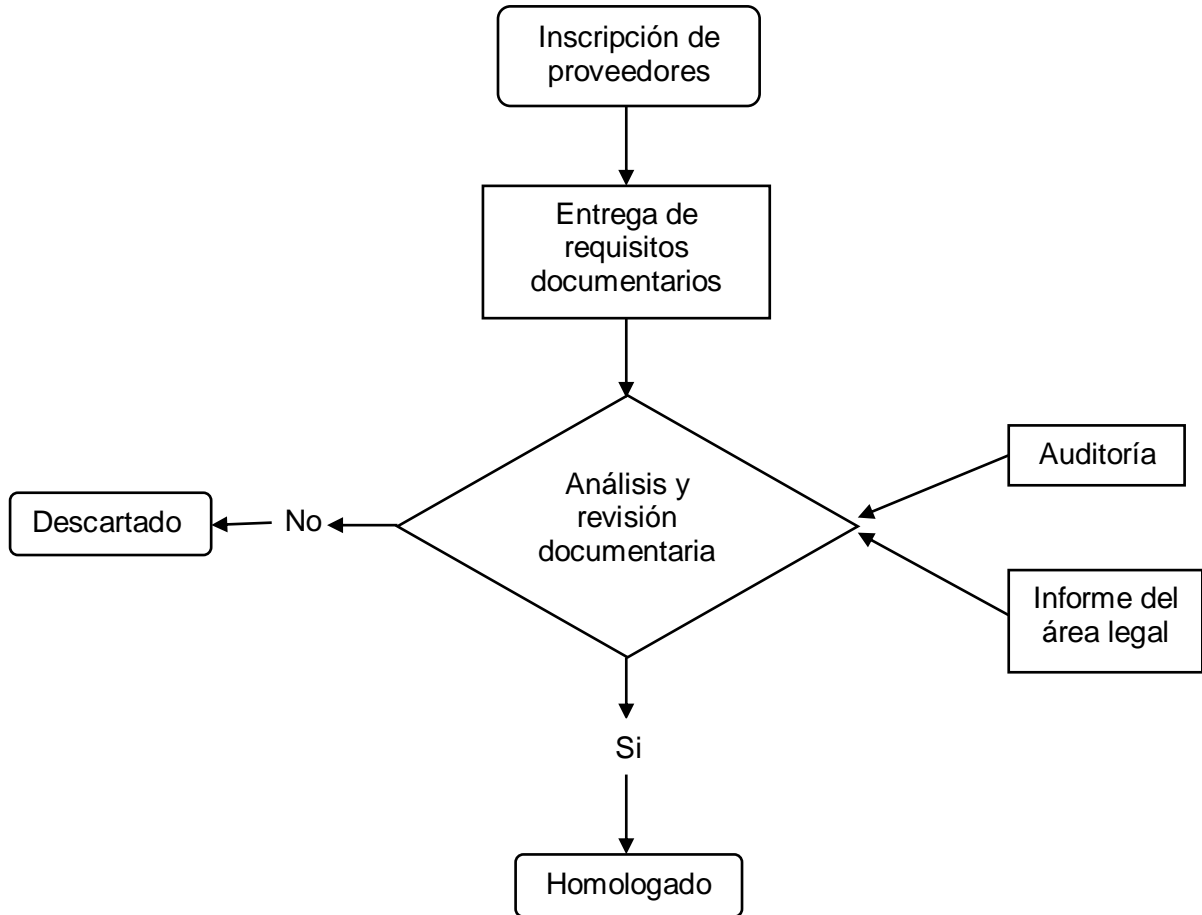 Inscripción de
proveedores
Entrega de
requisitos
documentarios
Análisis y
revisión
documentaria
Auditoría
Descartado
No
Informe del
área legal
Si
Homologado